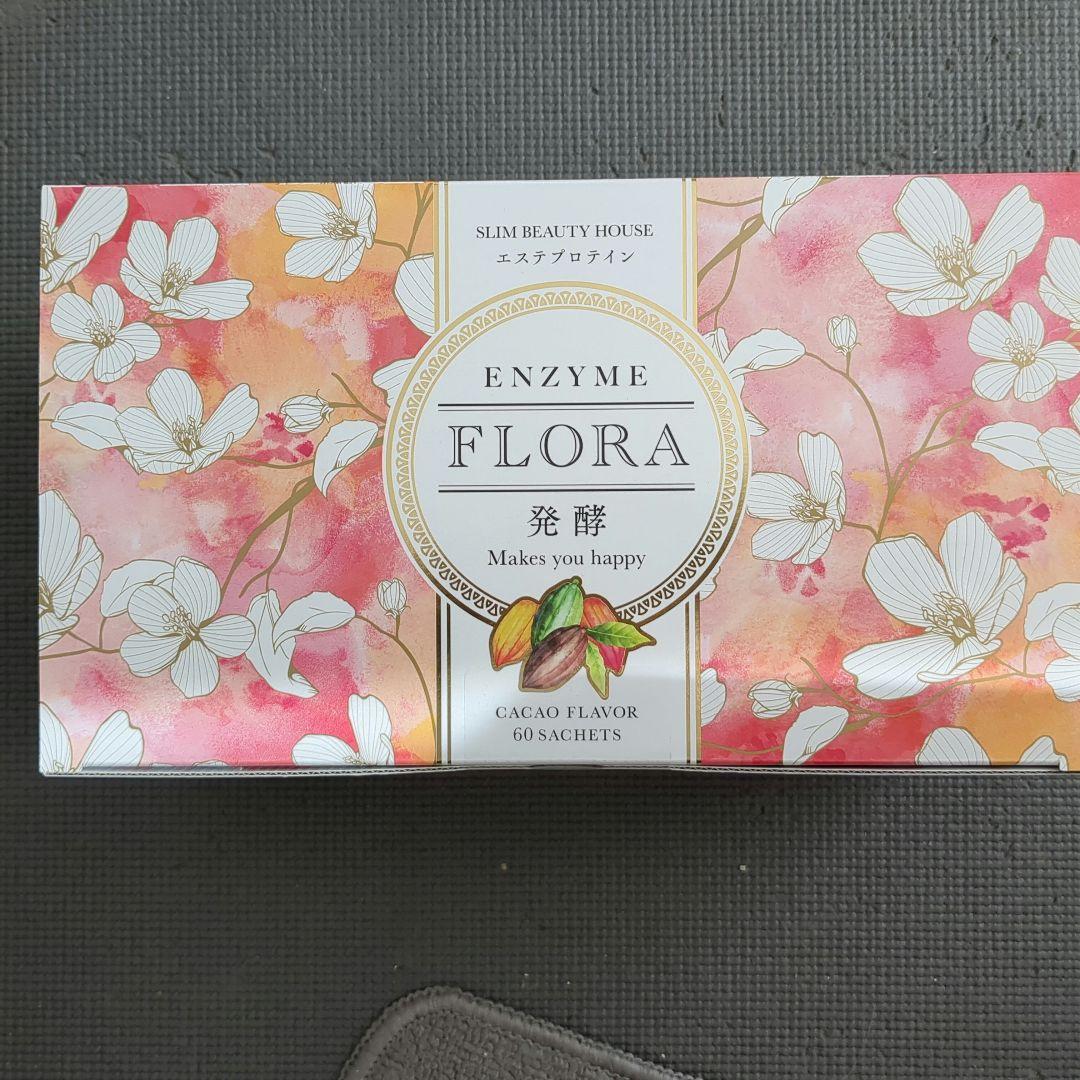 SLIM BEAUTY HOUSE
エステプロテイン
ENZYME
FLORA
発酵
Makes you happy
CACAO FLAVOR
60 SACHETS